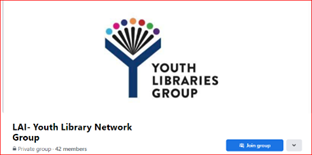 YOUTH
LIBRARIES
GROUP
LAI- Youth Library Network
Group
Private group · 42 members
Join group